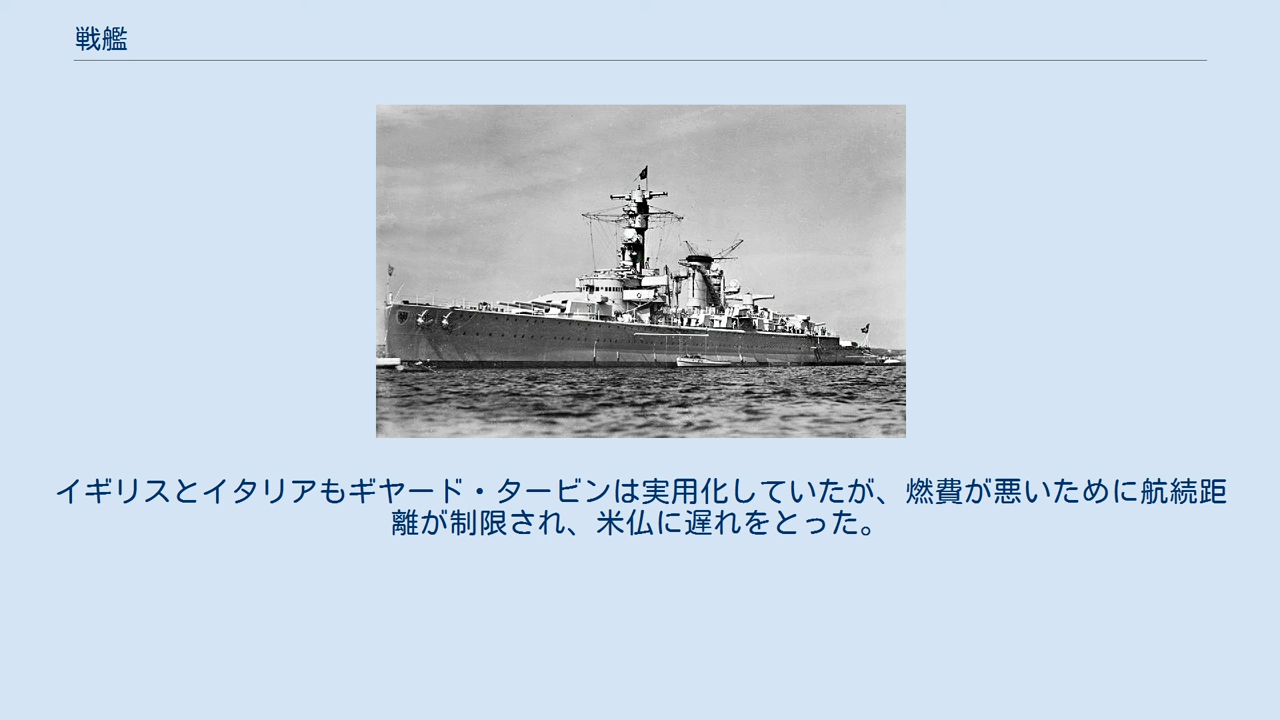 戦艦
イギリスとイタリアもギヤード・タービンは実用化していたが、燃費が悪いために航続距
離が制限され、米仏に遅れをとった。